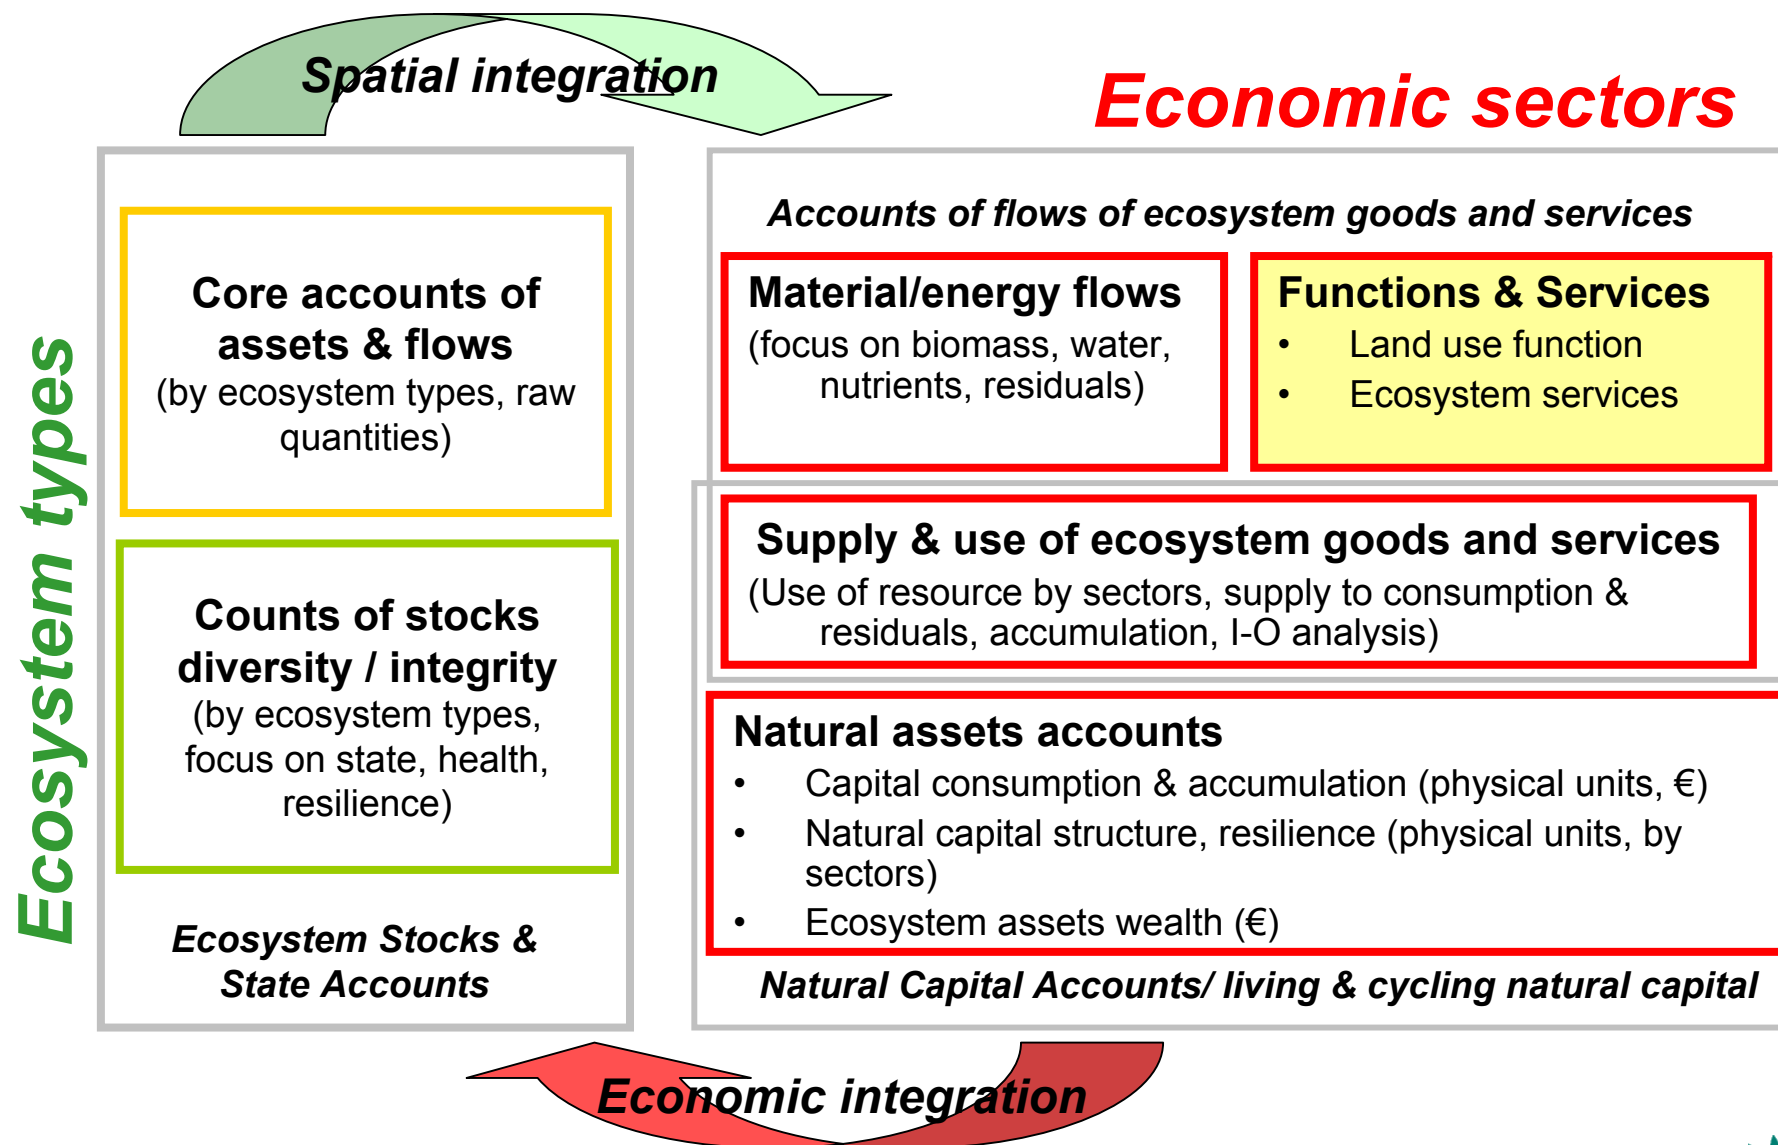 Spatial integration
Economic sectors
Ecosystem types
Core accounts of
assets & flows
(by ecosystem types, raw
quantities)
Counts of stocks
diversity / integrity
(by ecosystem types,
focus on state, health,
resilience)
Ecosystem Stocks &
State Accounts
Accounts of flows of ecosystem goods and services
Material/energy flows
(focus on biomass, water,
nutrients, residuals)
Functions & Services
• Land use function
• Ecosystem services
Supply & use of ecosystem goods and services
(Use of resource by sectors, supply to consumption &
residuals, accumulation, I-O analysis)
Natural assets accounts
• Capital consumption & accumulation (physical units, €)
• Natural capital structure, resilience (physical units, by
sectors)
• Ecosystem assets wealth (€)
Natural Capital Accounts/ living & cycling natural capital
Economic integration